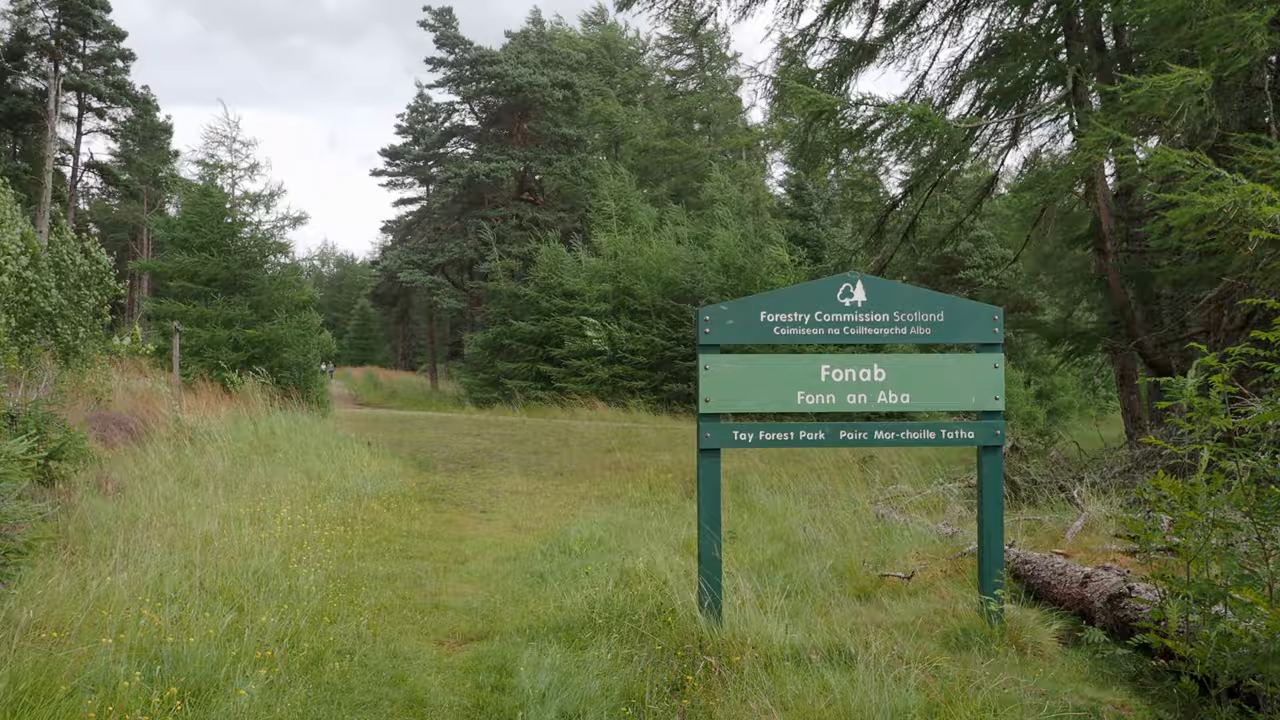 Forestry Commission Scotland
Coimisean na Coilltearachd Alba
Fonab
Fonn an Aba
Tay Forest Park Pairc Mor-choille Tatha